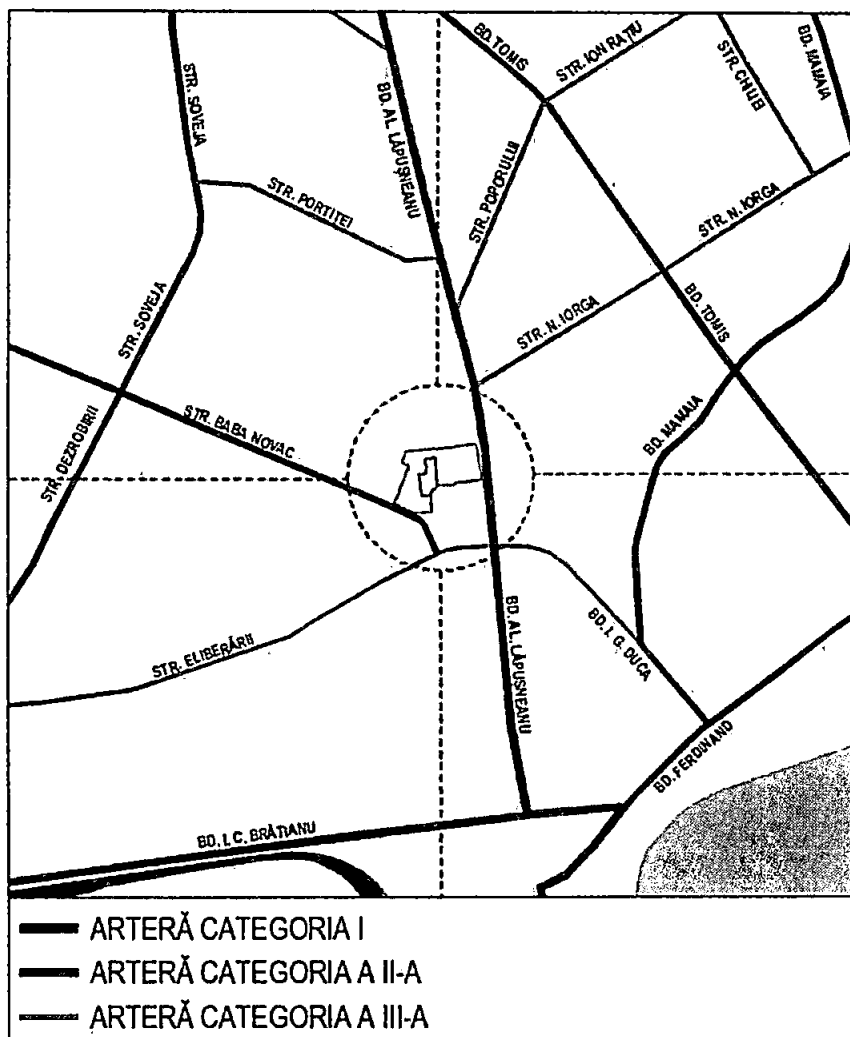 BD. TOMIS
STR. ION RAȚIU
STR. CHILIEI
BD. MAMAIA
STR. SOVEJA
BD. AL. LĂPUȘNEANU
STR. POPORULUI
STR. PORTIȚEI
STR. N. IORGA
STR. SOVEJA
STR. N. IORGA
BD. TOMIS
STR. BABA NOVAC
BD. MAMAIA
STR. DEZROBIRII
STR. ELIBERĂRII
BD. AL. LĂPUȘNEANU
BD. I. G. DUCA
BD. FERDINAND
BD. I. C. BRĂTIANU
ARTERĂ CATEGORIA I
ARTERĂ CATEGORIA A II-A
ARTERĂ CATEGORIA A III-A